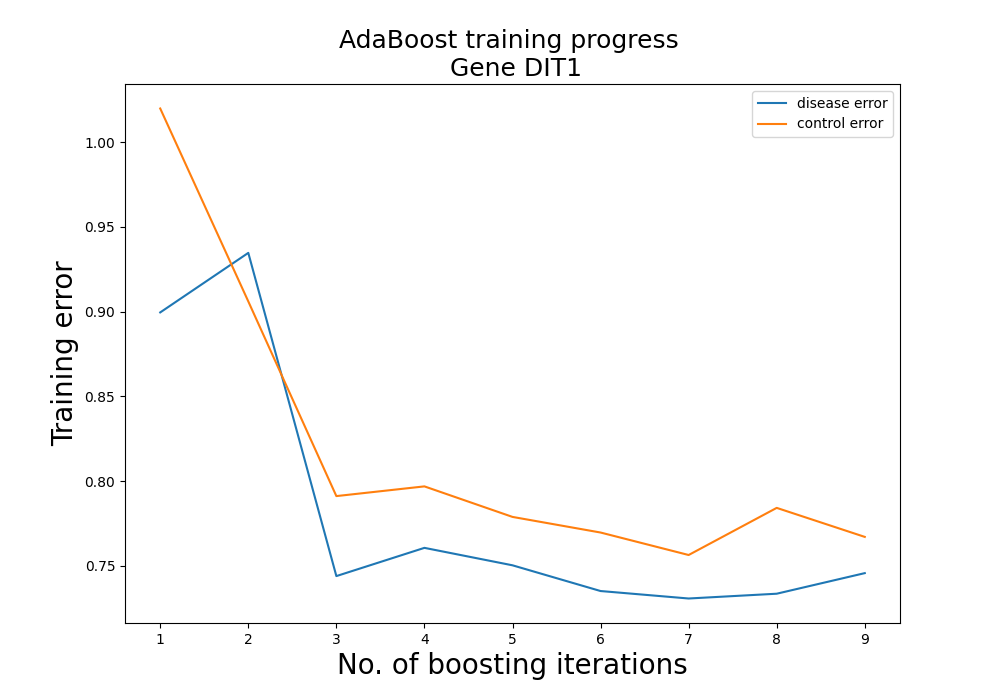 AdaBoost training progress
Gene DIT1
disease error
control error
Training error
1.00
0.95
0.90
0.85
0.80
0.75
1 2 3 4 5 6 7 8 9
No. of boosting iterations